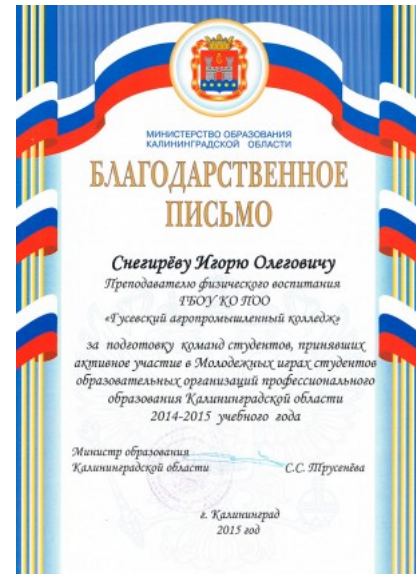 МИНИСТЕРСТВО ОБРАЗОВАНИЯ
КАЛИНИНГРАДСКОЙ ОБЛАСТИ
БЛАГОДАРСТВЕННОЕ
ПИСЬМО
Снегирёву Игорю Олеговичу
Преподавателю физического воспитания
ГБОУ КО ПОО
«Гусевский агропромышленный колледж»
за подготовку команд студентов, принявших
активное участие в Молодежных играх студентов
образовательных организаций профессионального
образования Калининградской области
2014-2015 учебного года
Министр образования
Калининградской области С.С. Трусенёва
г. Калининград
2015 год